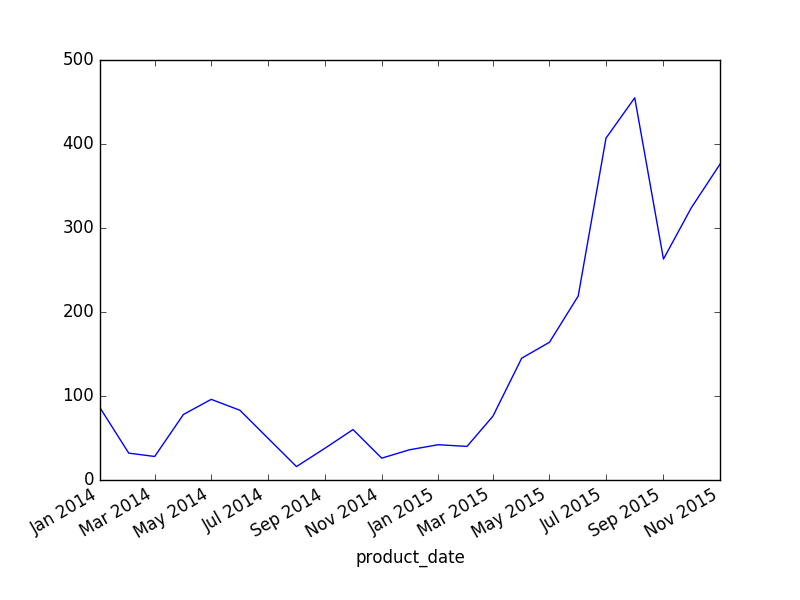 500
400
300
200
100
0
Jan 2014
Mar 2014
May 2014
Jul 2014
Sep 2014
Nov 2014
Jan 2015
Mar 2015
May 2015
Jul 2015
Sep 2015
Nov 2015
product_date